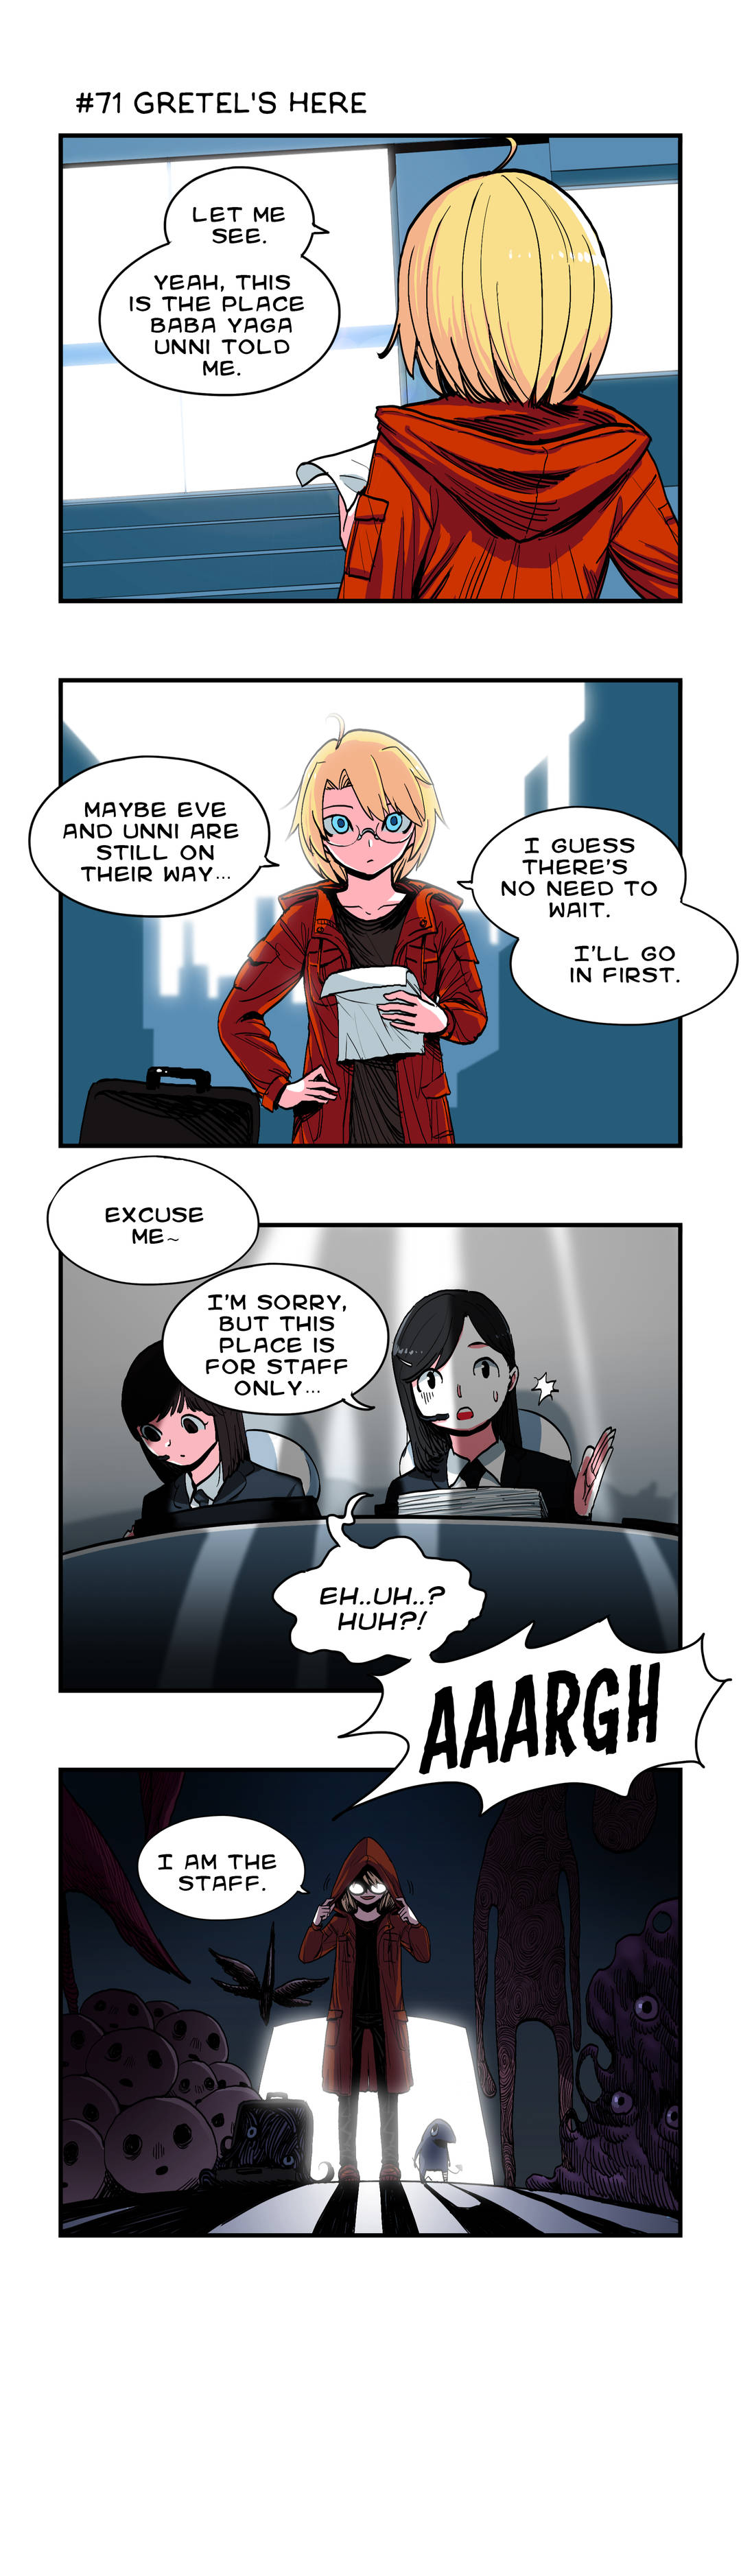 #71 GRETEL'S HERE
LET ME
SEE.
YEAH, THIS
IS THE PLACE
BABA YAGA
UNNI TOLD
ME.
MAYBE EVE
AND UNNI ARE
STILL ON
THEIR WAY...
I GUESS
THERE'S
NO NEED TO
WAIT.
I'LL GO
IN FIRST.
EXCUSE
ME~
I'M SORRY,
BUT THIS
PLACE IS
FOR STAFF
ONLY...
EH..UH..?
HUH?!
AAARGH
I AM THE
STAFF.